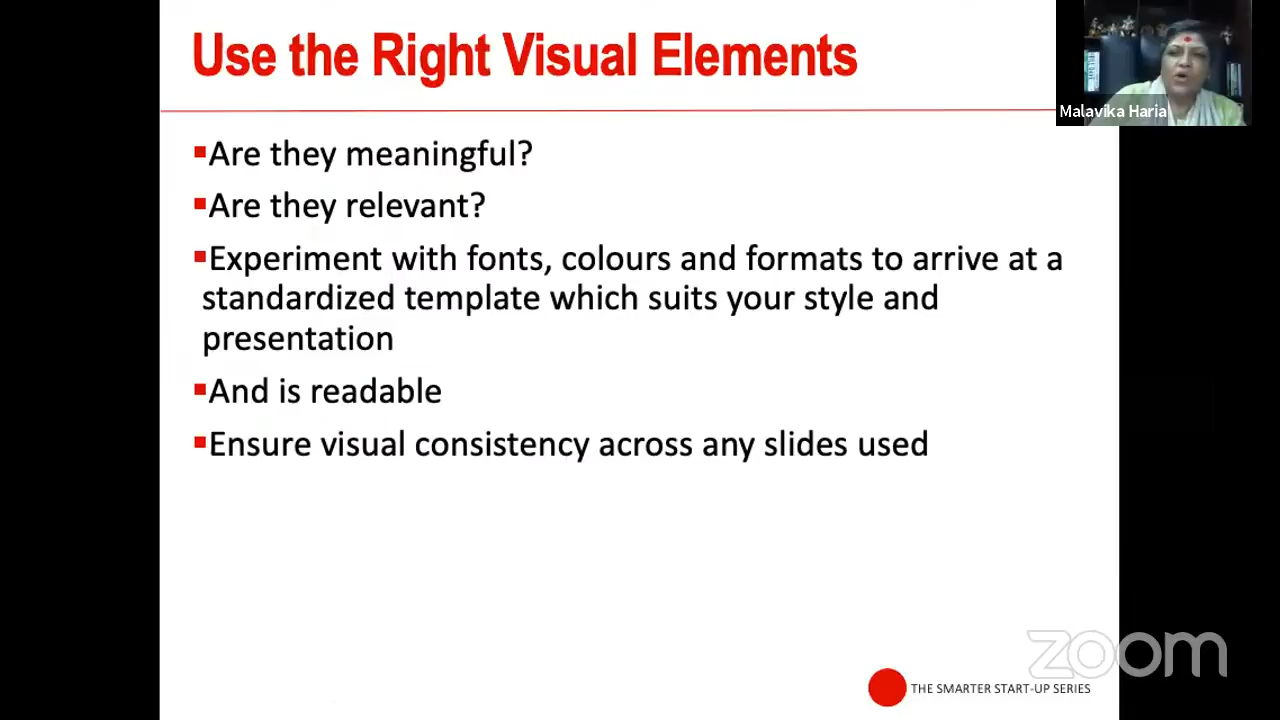 Use the Right Visual Elements
Malavika Haria
▪Are they meaningful?
▪Are they relevant?
▪Experiment with fonts, colours and formats to arrive at a
standardized template which suits your style and
presentation
▪And is readable
▪Ensure visual consistency across any slides used
zoom
THE SMARTER START-UP SERIES